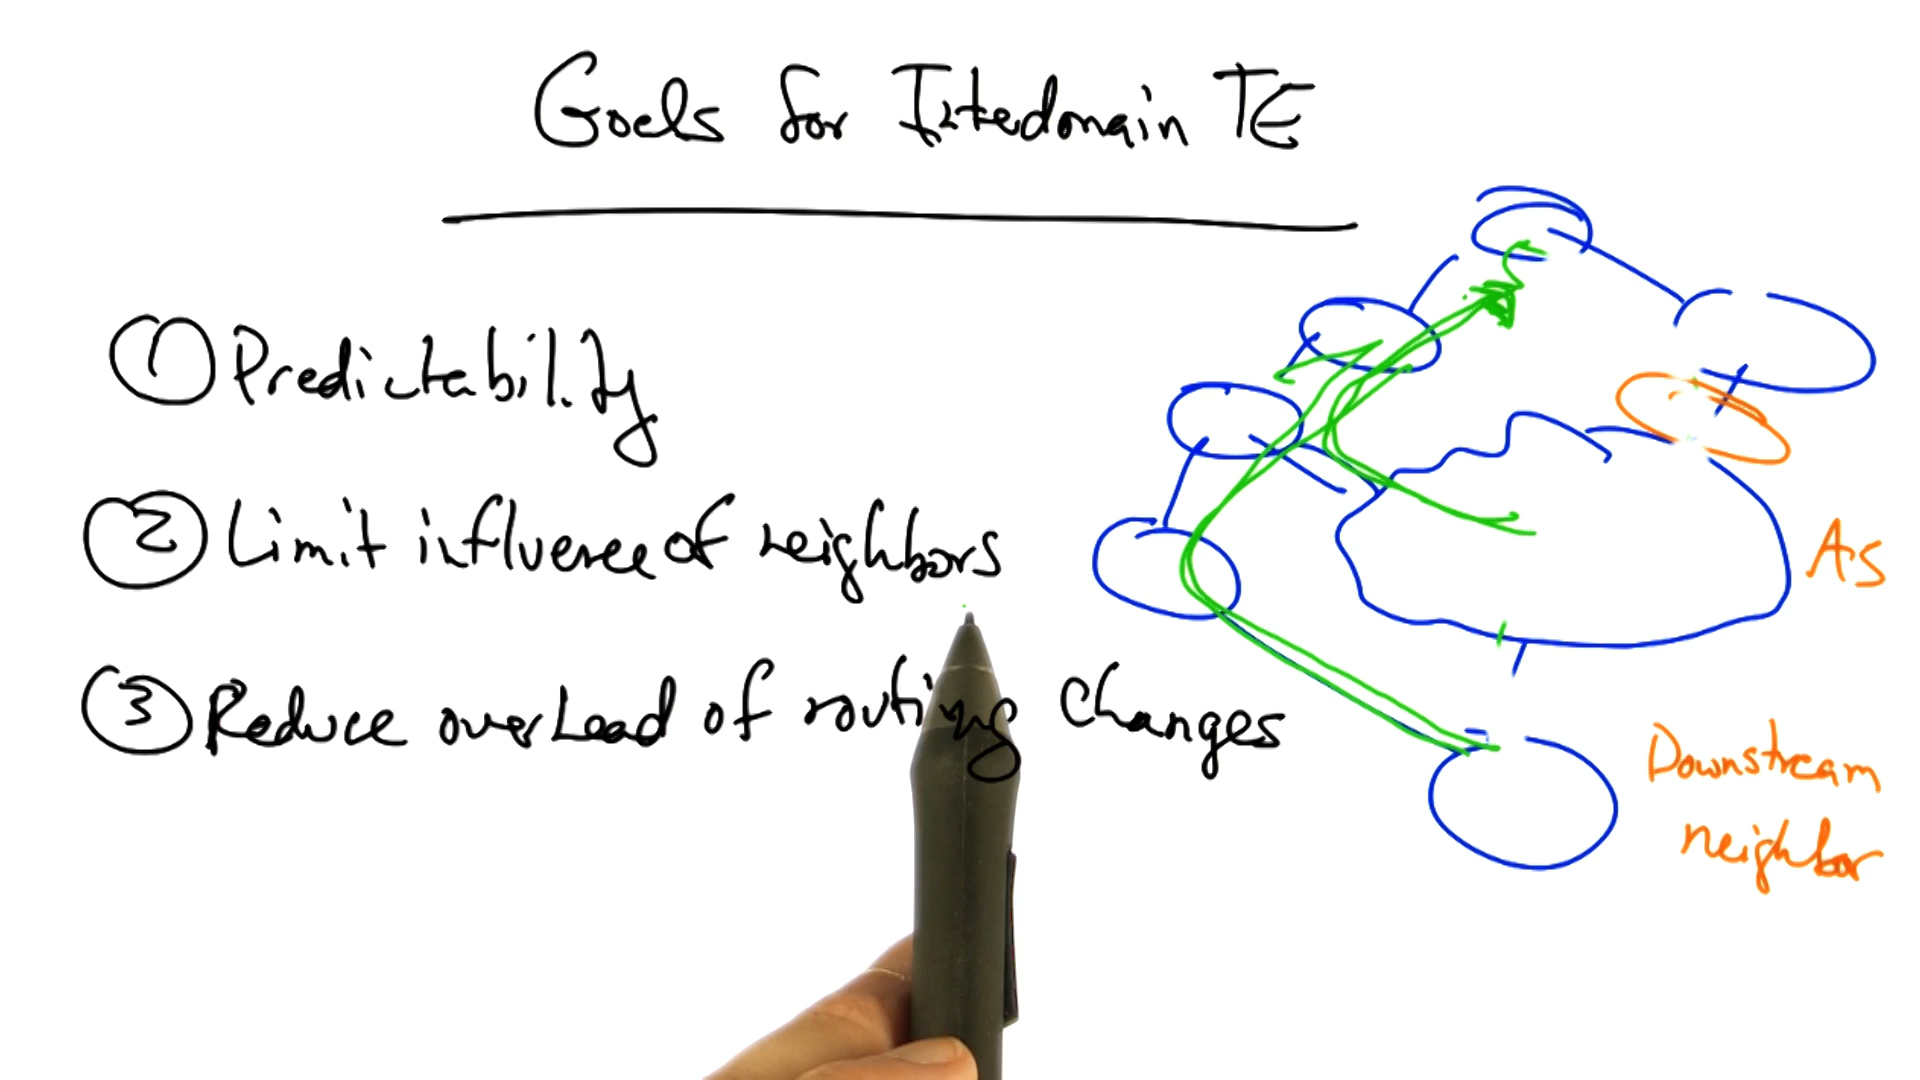 Goals for Interdomain TE
① Predictability
② Limit influence of neighbors
③ Reduce overhead of routing changes
AS
Downstream
neighbor